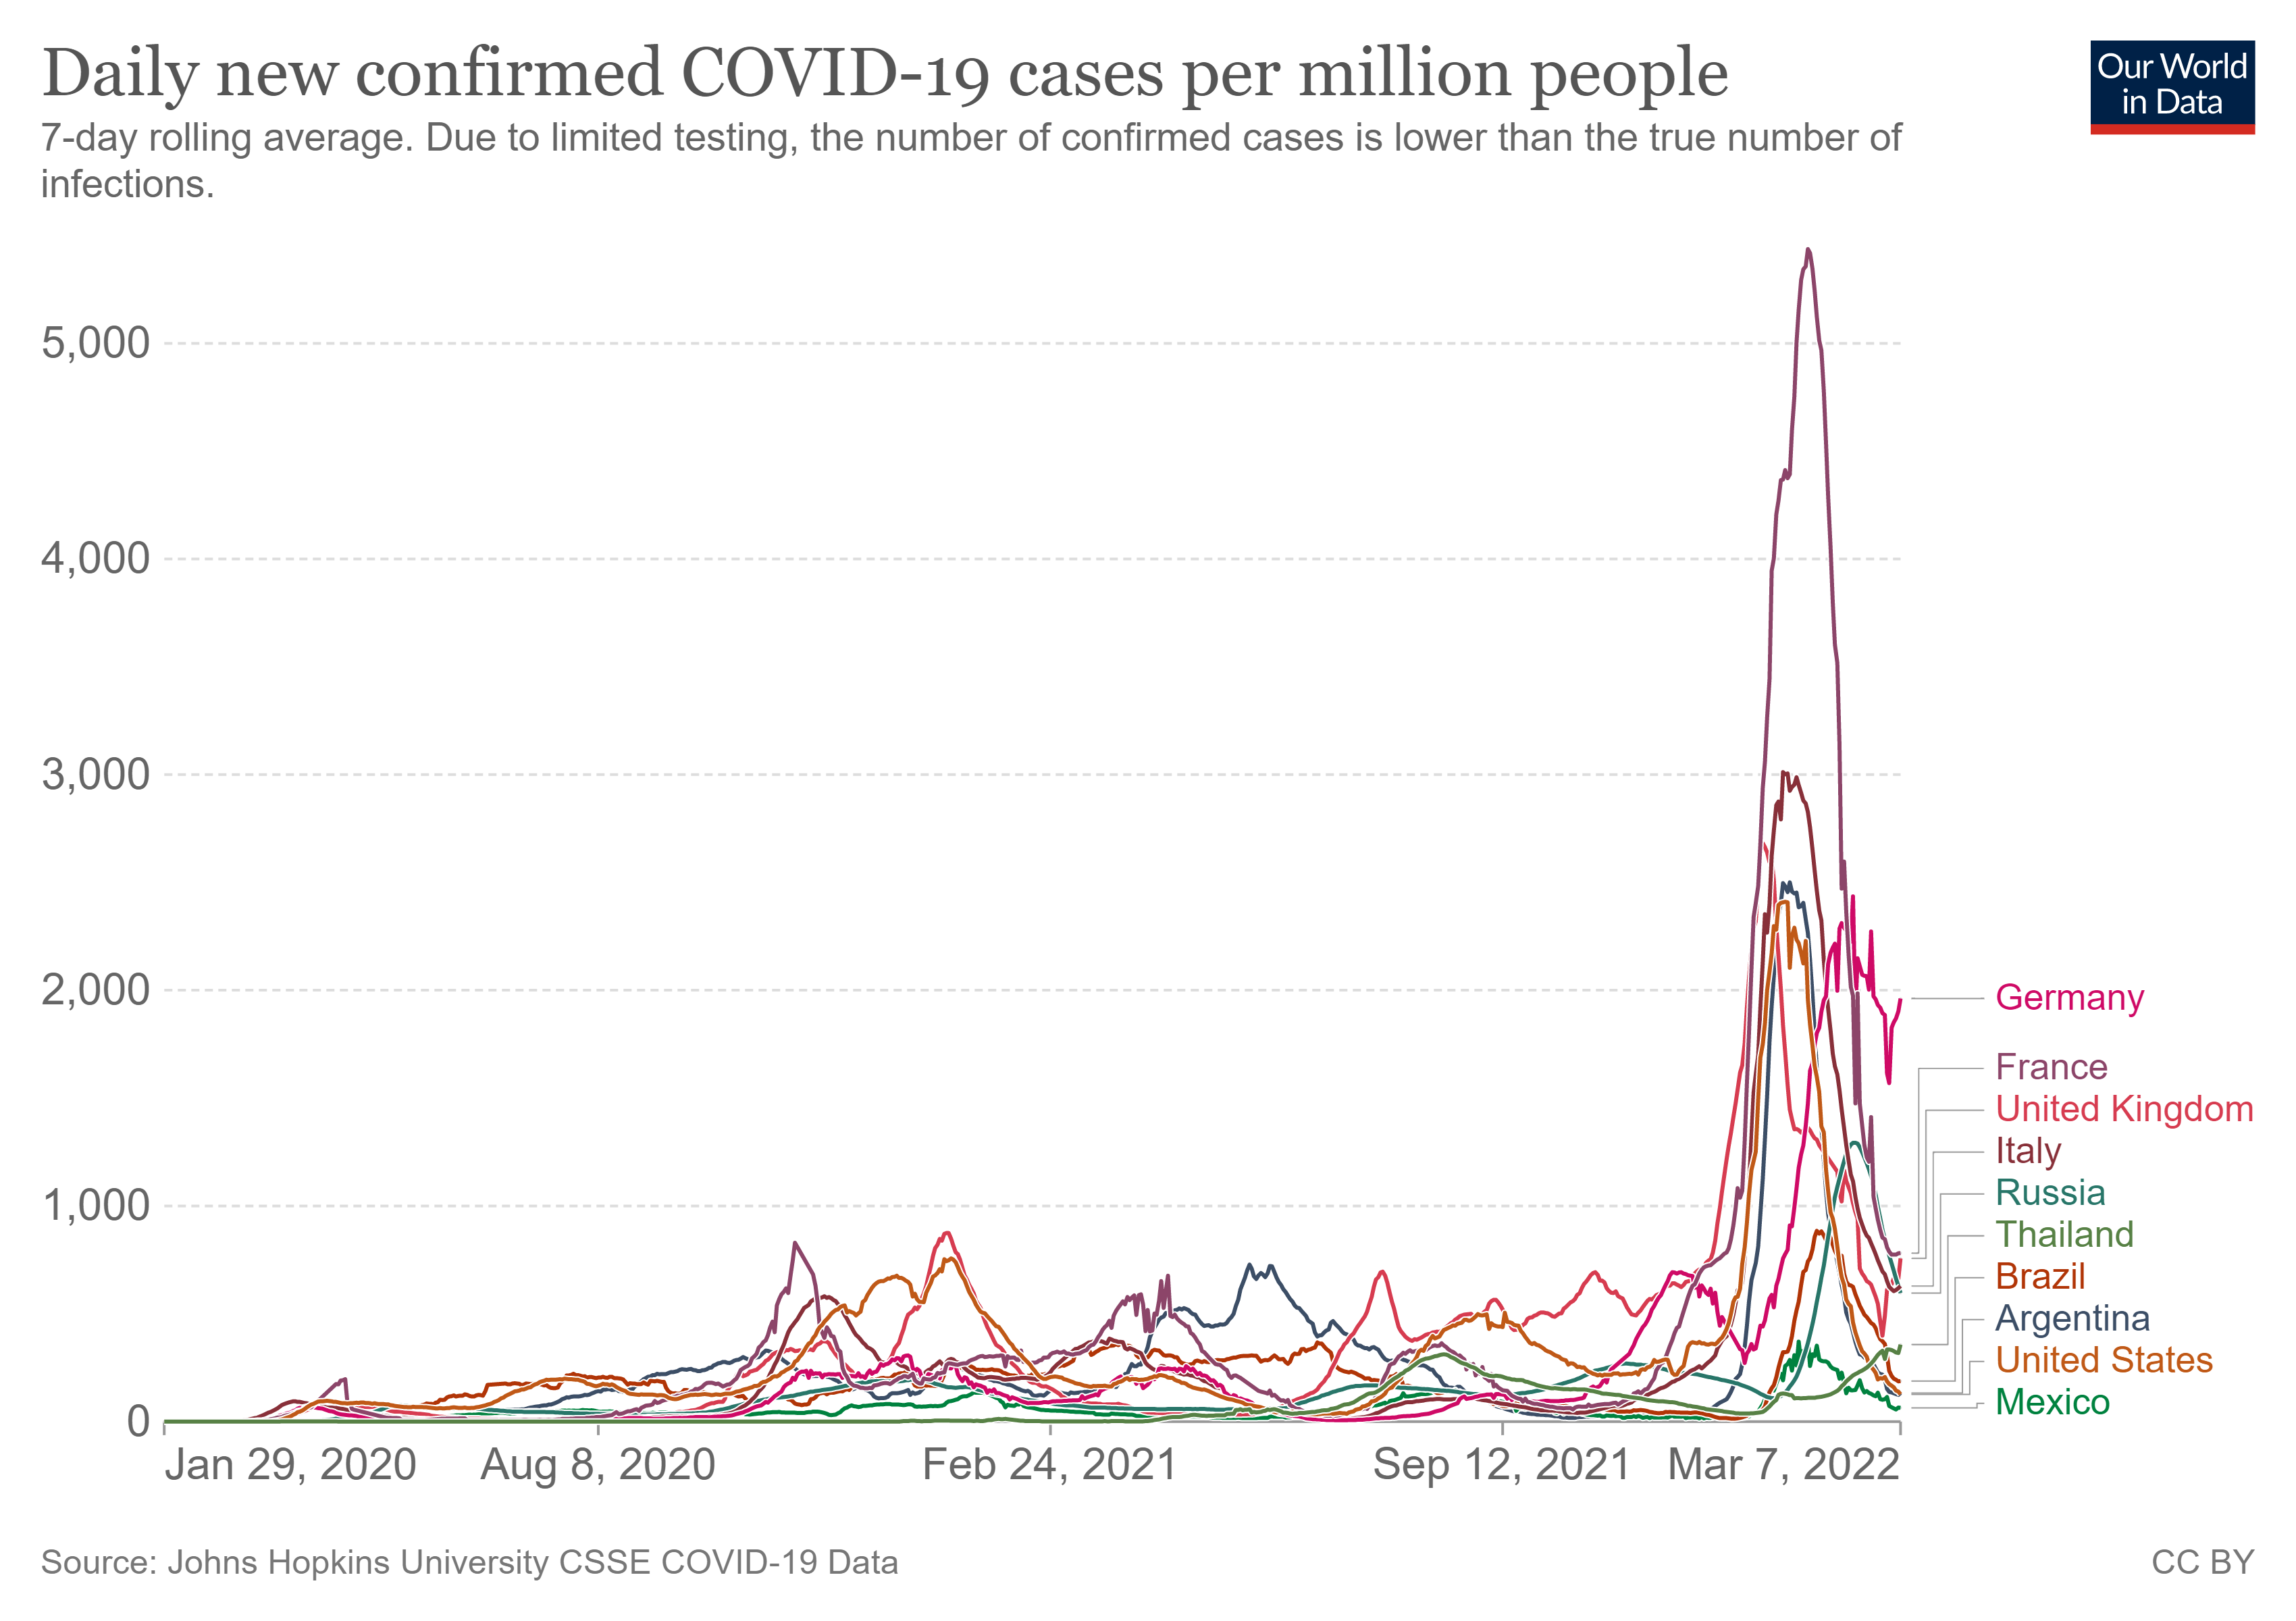 Daily new confirmed COVID-19 cases per million people
Our World
in Data
7-day rolling average. Due to limited testing, the number of confirmed cases is lower than the true number of
infections.
5,000
4,000
3,000
2,000
1,000
0
Germany
France
United Kingdom
Italy
Russia
Thailand
Brazil
Argentina
United States
Mexico
Jan 29, 2020
Aug 8, 2020
Feb 24, 2021
Sep 12, 2021
Mar 7, 2022
Source: Johns Hopkins University CSSE COVID-19 Data
CC BY